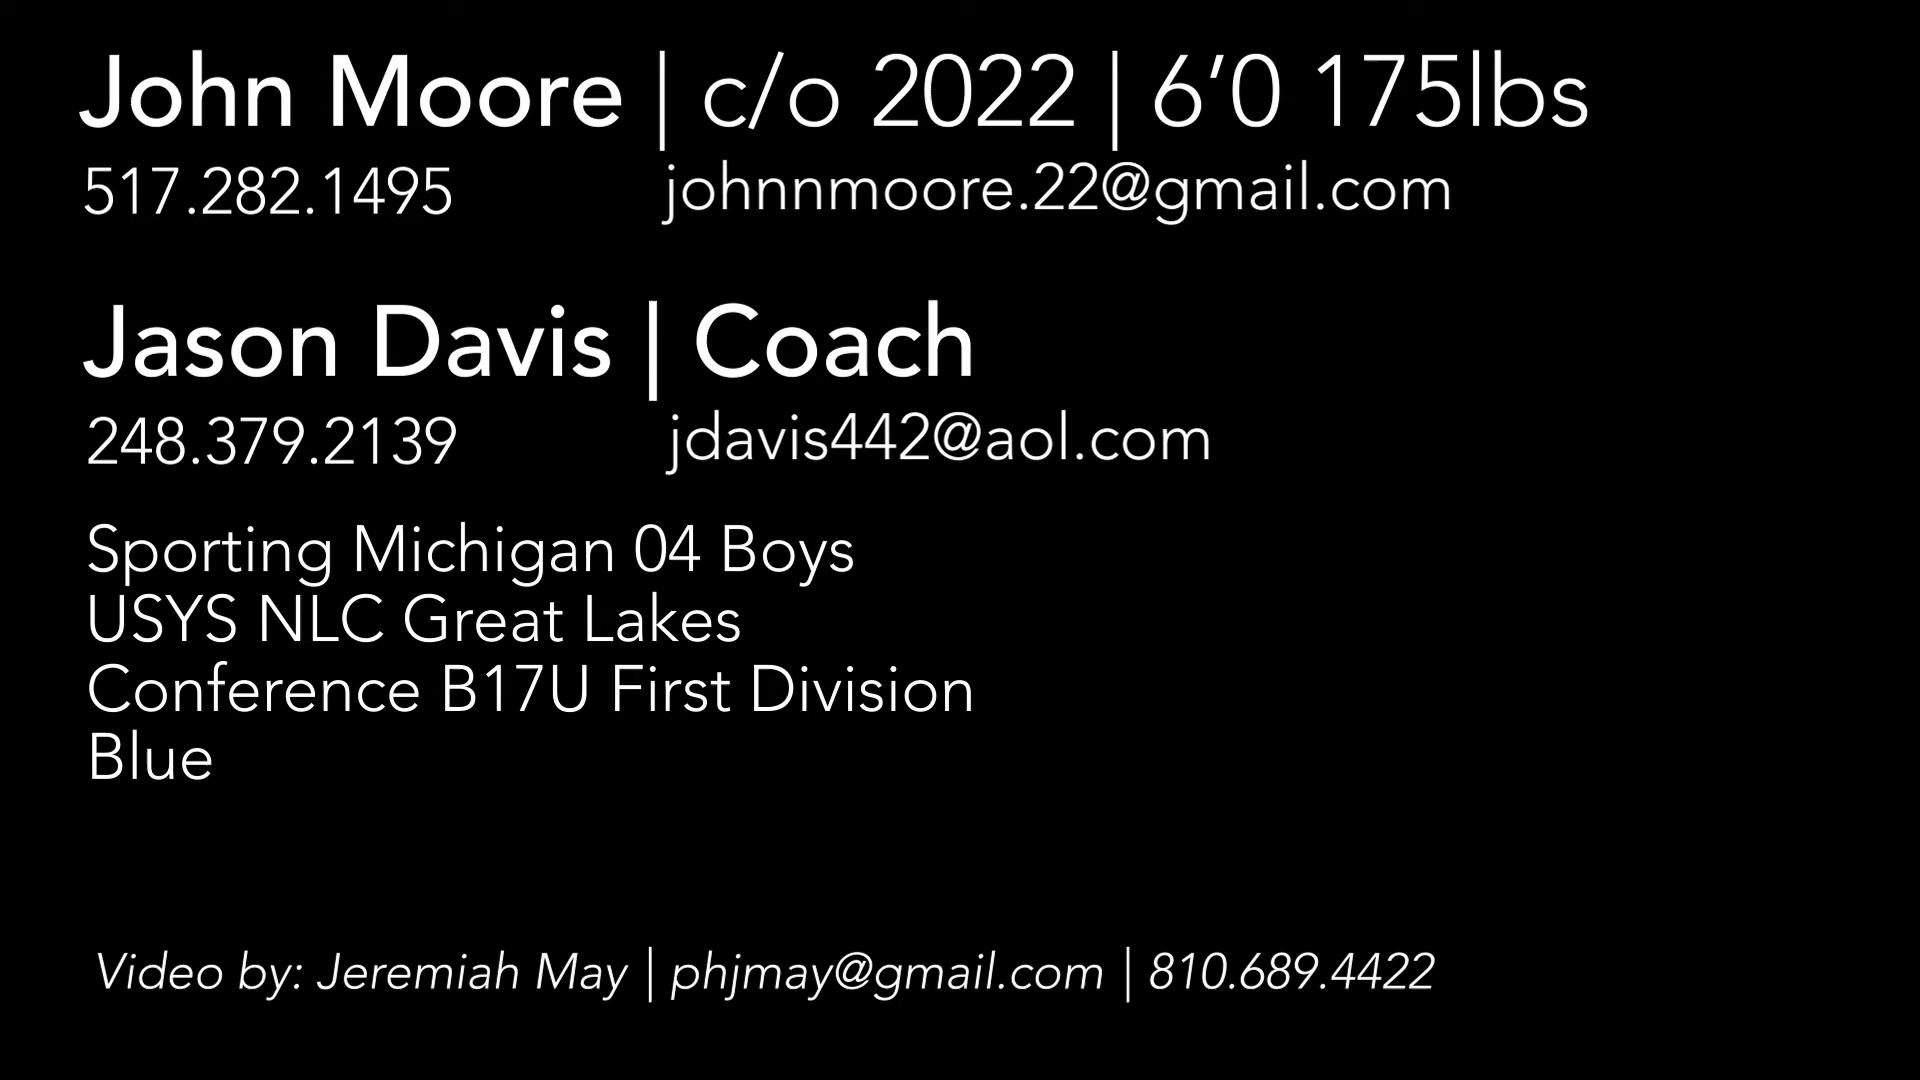 John Moore | c/o 2022 | 6’0 175lbs
517.282.1495 johnnmoore.22@gmail.com
Jason Davis | Coach
248.379.2139 jdavis442@aol.com
Sporting Michigan 04 Boys
USYS NLC Great Lakes
Conference B17U First Division
Blue
Video by: Jeremiah May | phjmay@gmail.com | 810.689.4422